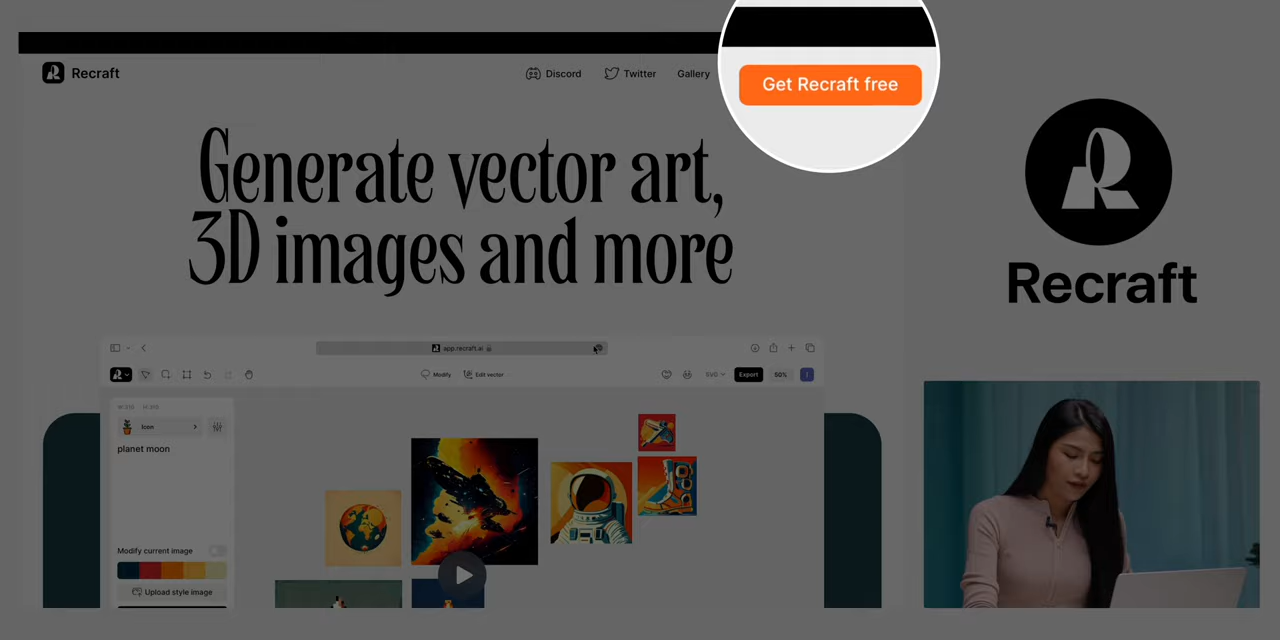 Get Recraft free
Recraft
Discord
Twitter
Gallery
Generate vector art,
3D images and more
Recraft
app.recraft.ai
Modify
Edit vector
SVG
Export
50%
Icon
planet moon
Modify current image
Upload style image